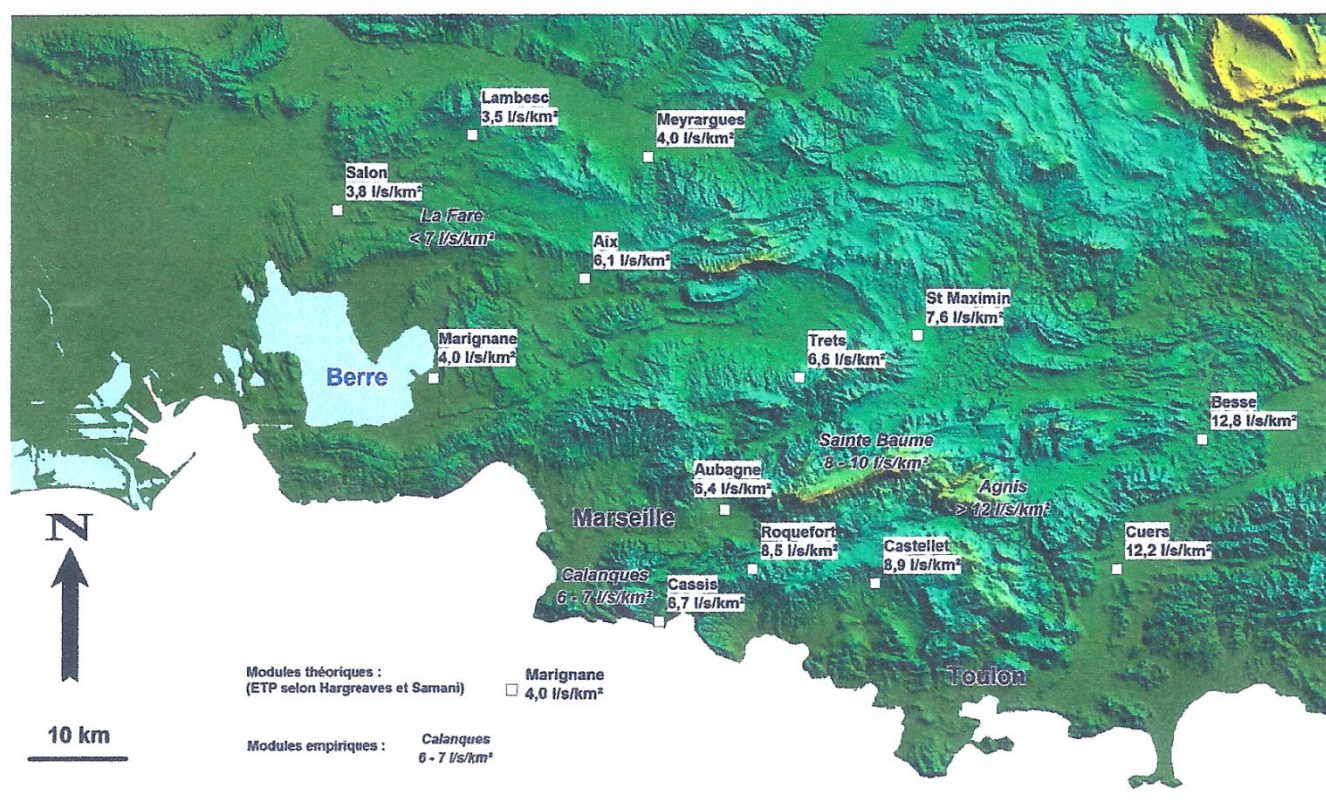 Lambesc
3,5 l/s/km²
Meyrargues
4,0 l/s/km²
Salon
3,8 l/s/km²
La Fare
< 7 l/s/km²
Aix
6,1 l/s/km²
St Maximin
7,6 l/s/km²
Marignane
4,0 l/s/km²
Trets
6,6 l/s/km²
Berre
Besse
12,8 l/s/km²
Sainte Baume
8 - 10 l/s/km²
Aubagne
6,4 l/s/km²
Agnis
> 12 l/s/km²
Marseille
N
Roquefort
8,5 l/s/km²
Castellet
8,9 l/s/km²
Cuers
12,2 l/s/km²
Calanques
6 - 7 l/s/km²
Cassis
6,7 l/s/km²
Toulon
Modules théoriques :
(ETP selon Hargreaves et Samani)
Marignane
4,0 l/s/km²
10 km
Modules empiriques :
Calanques
6 - 7 l/s/km²